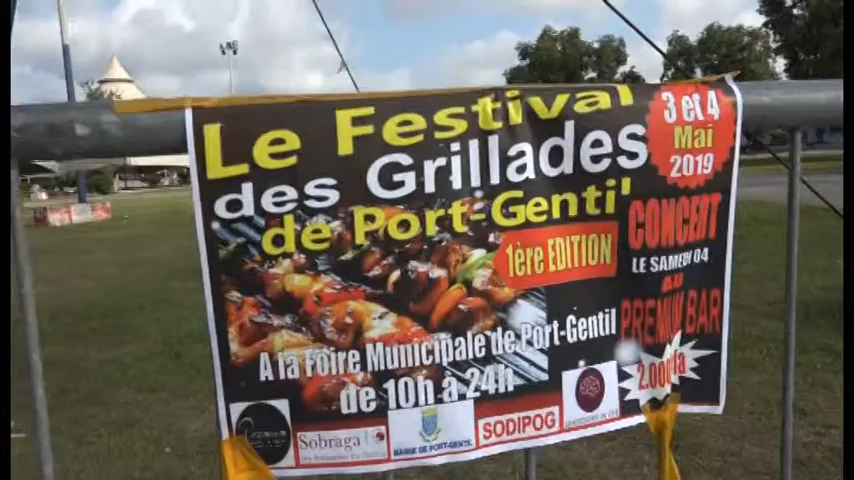 Le Festival
des Grillades
de Port-Gentil
3 et 4
Mai
2019
1ère EDITION
CONCERT
LE SAMEDI 04
AU
PREMIUM BAR
A la Foire Municipale de Port-Gentil
de 10h à 24h
2.000
Sobraga
MAIRIE DE PORT-GENTIL
SODIPOG